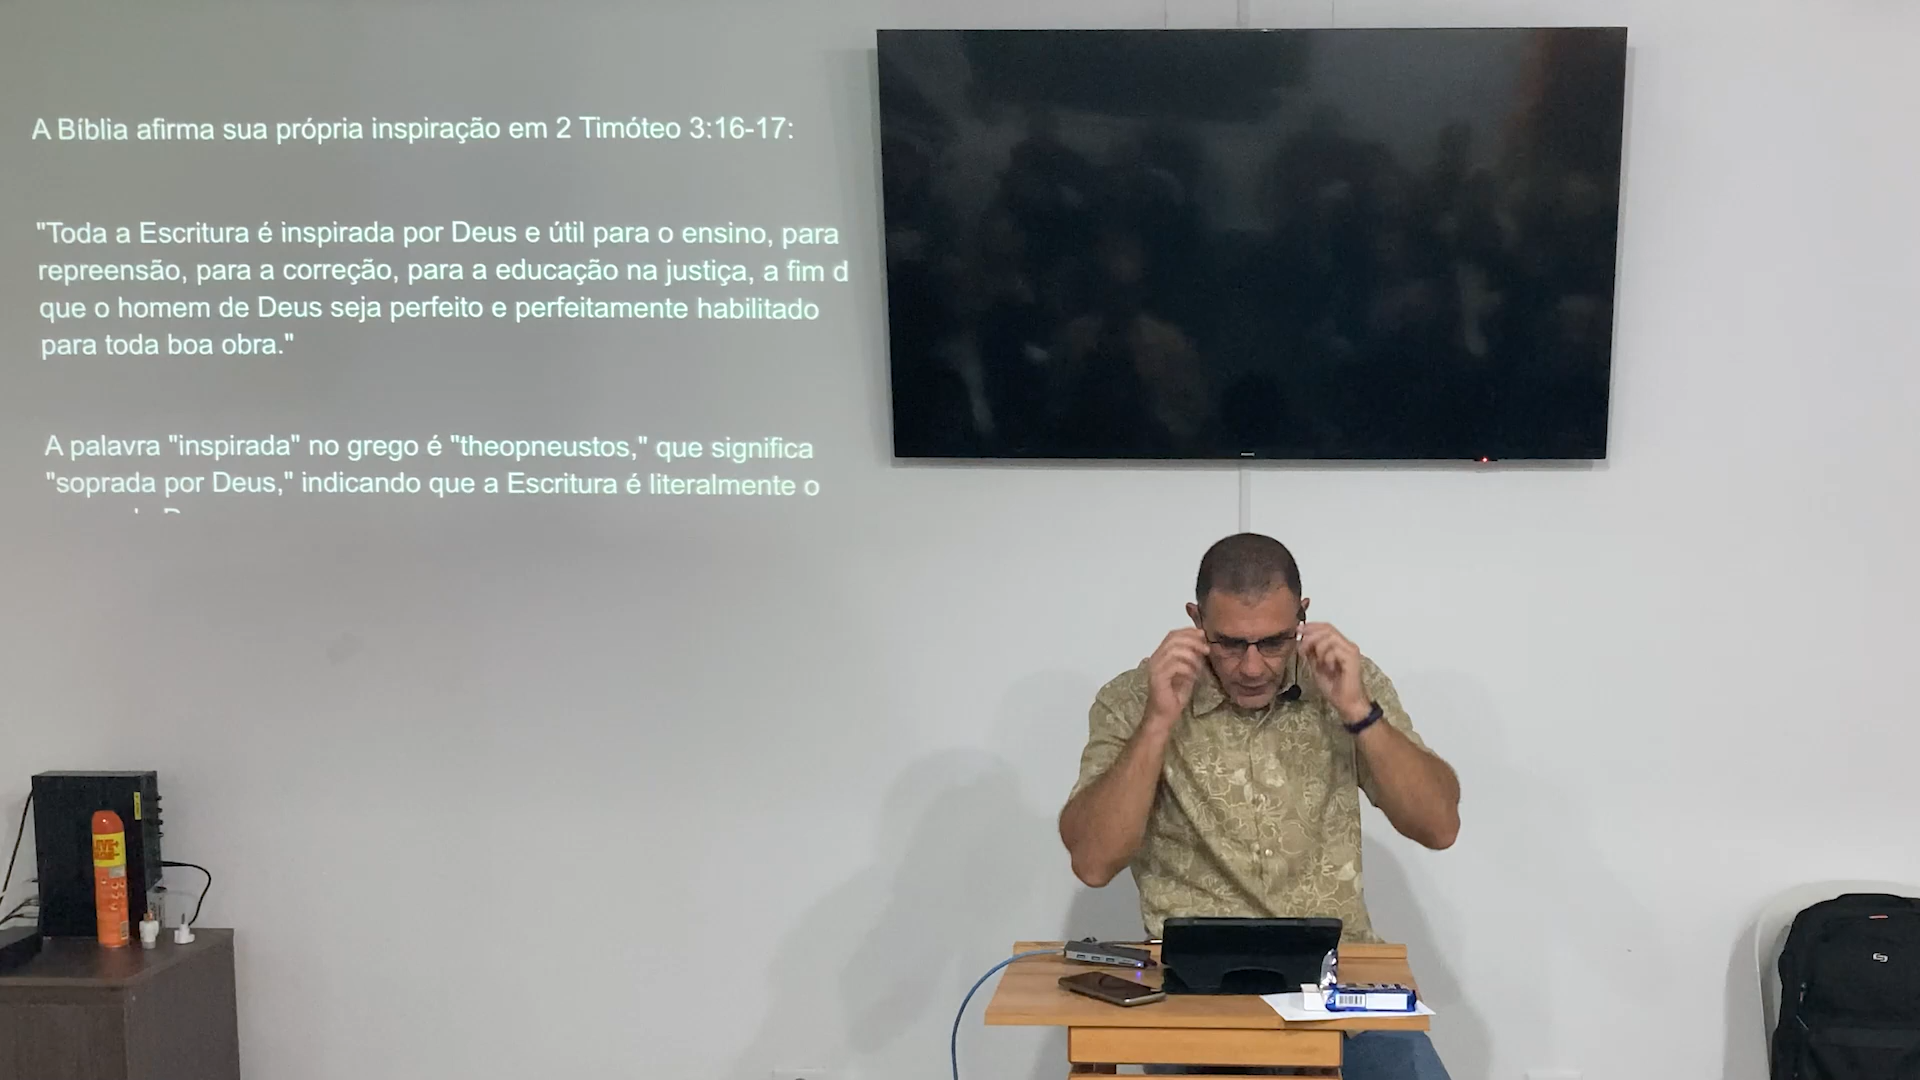 A Bíblia afirma sua própria inspiração em 2 Timóteo 3:16-17:
"Toda a Escritura é inspirada por Deus e útil para o ensino, para
repreensão, para a correção, para a educação na justiça, a fim d
que o homem de Deus seja perfeito e perfeitamente habilitado
para toda boa obra."
A palavra "inspirada" no grego é "theopneustos," que significa
"soprada por Deus," indicando que a Escritura é literalmente o